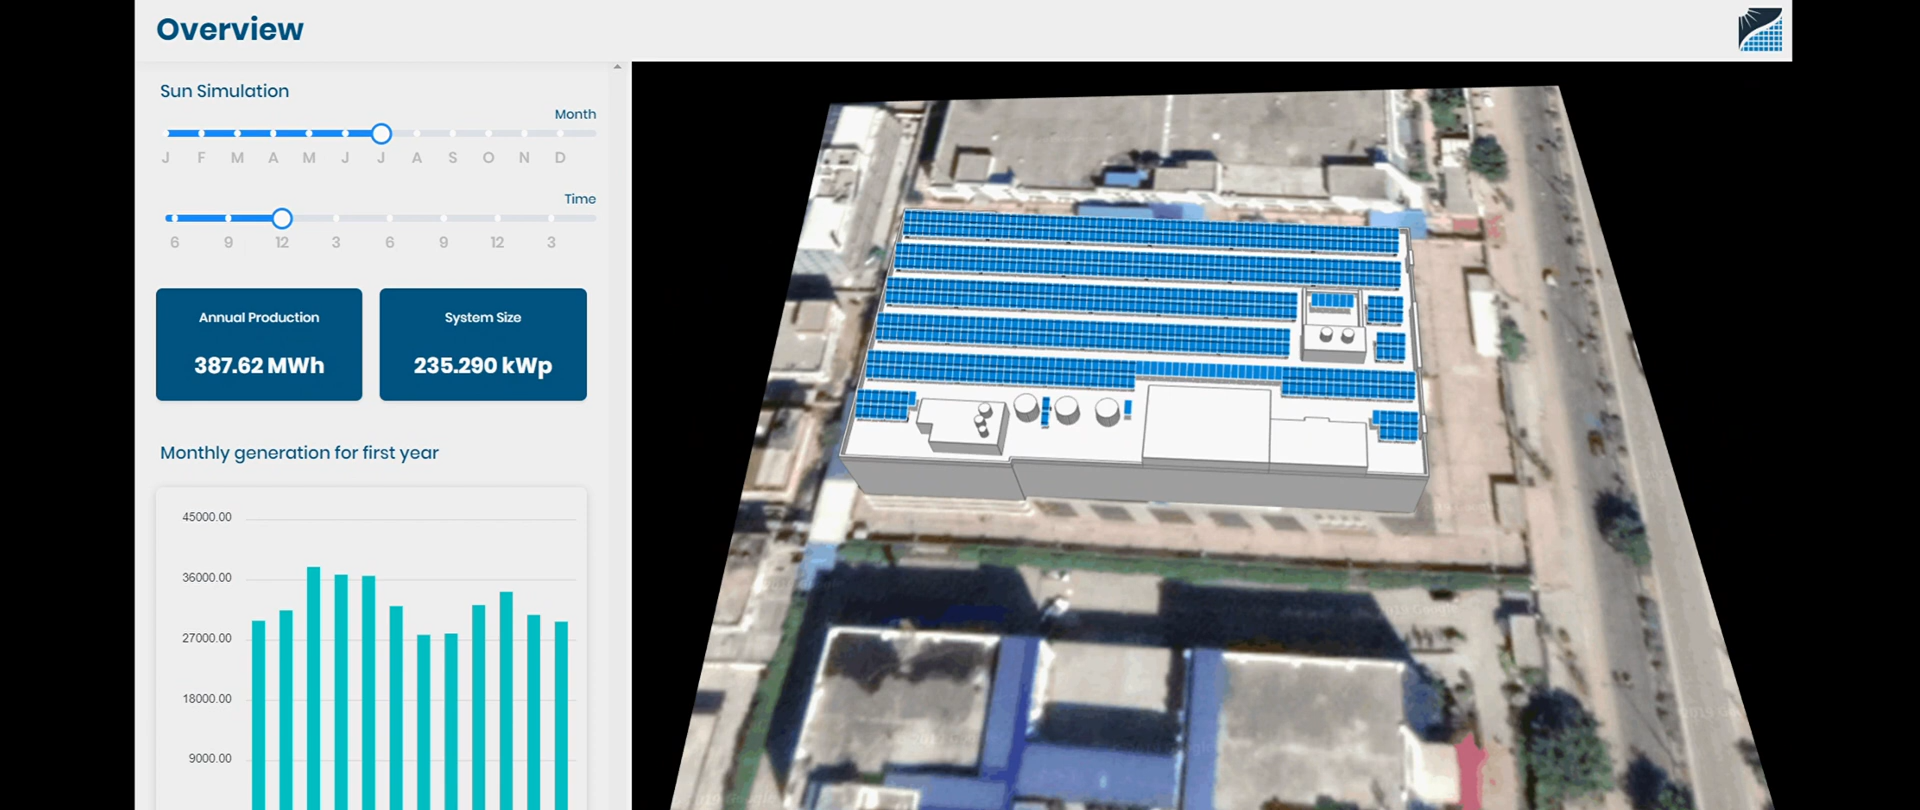 Overview
Sun Simulation
Month
J F M A M J J A S O N D
Time
6 9 12 3 6 9 12 3
Annual Production
387.62 MWh
System Size
235.290 kWp
Monthly generation for first year
45000.00
36000.00
27000.00
18000.00
9000.00